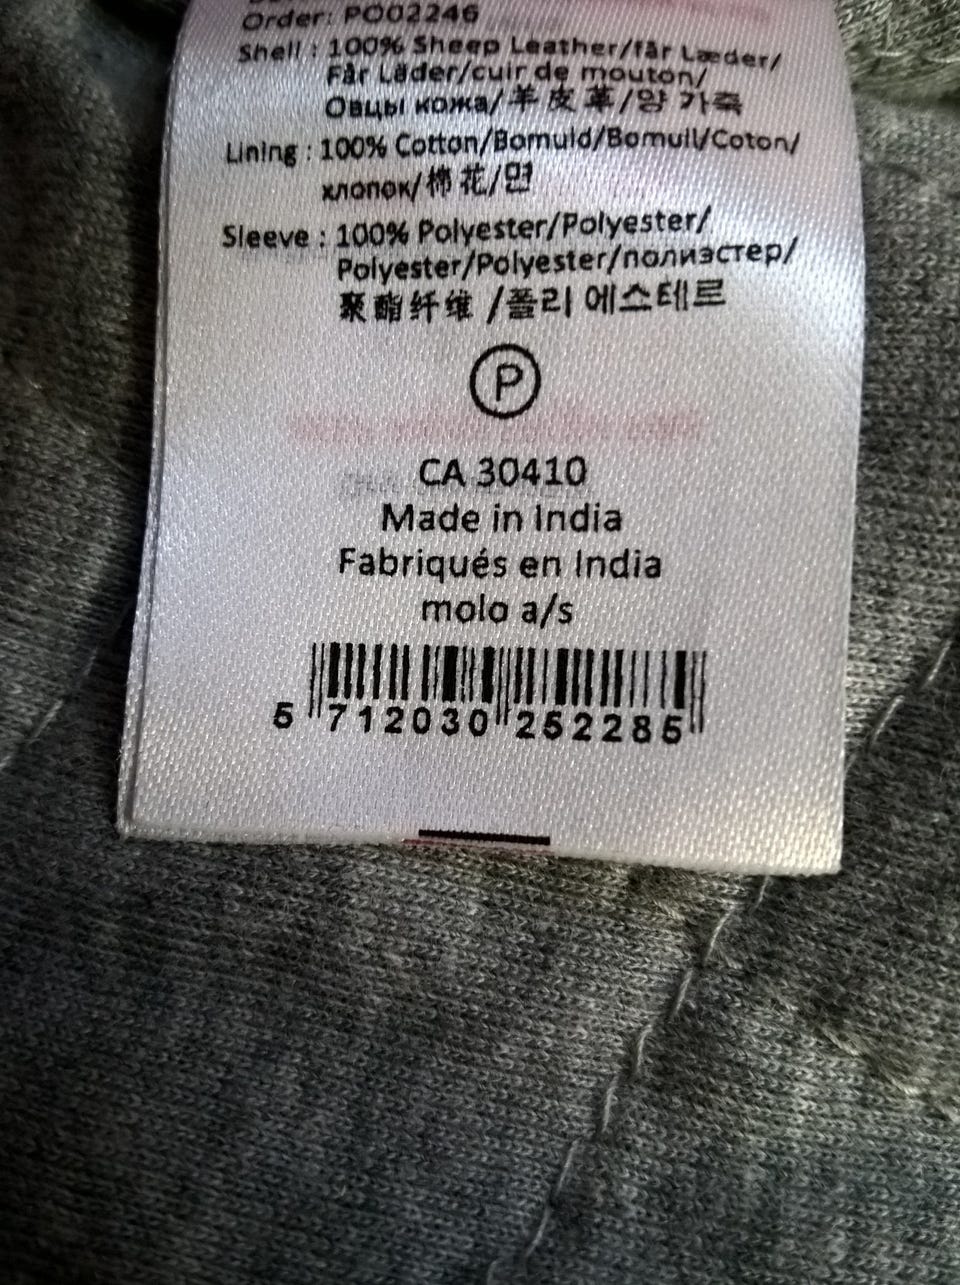 Order: PO02246
Shell : 100% Sheep Leather/får Læder/
Får Läder/cuir de mouton/
Овцы кожа/羊皮革/양 가죽
Lining : 100% Cotton/Bomuld/Bomull/Coton/
хлопок/棉花/면
Sleeve : 100% Polyester/Polyester/
Polyester/Polyester/полиэстер/
聚酯纤维 /폴리 에스테르
P
CA 30410
Made in India
Fabriqués en India
molo a/s
5 712030 252285